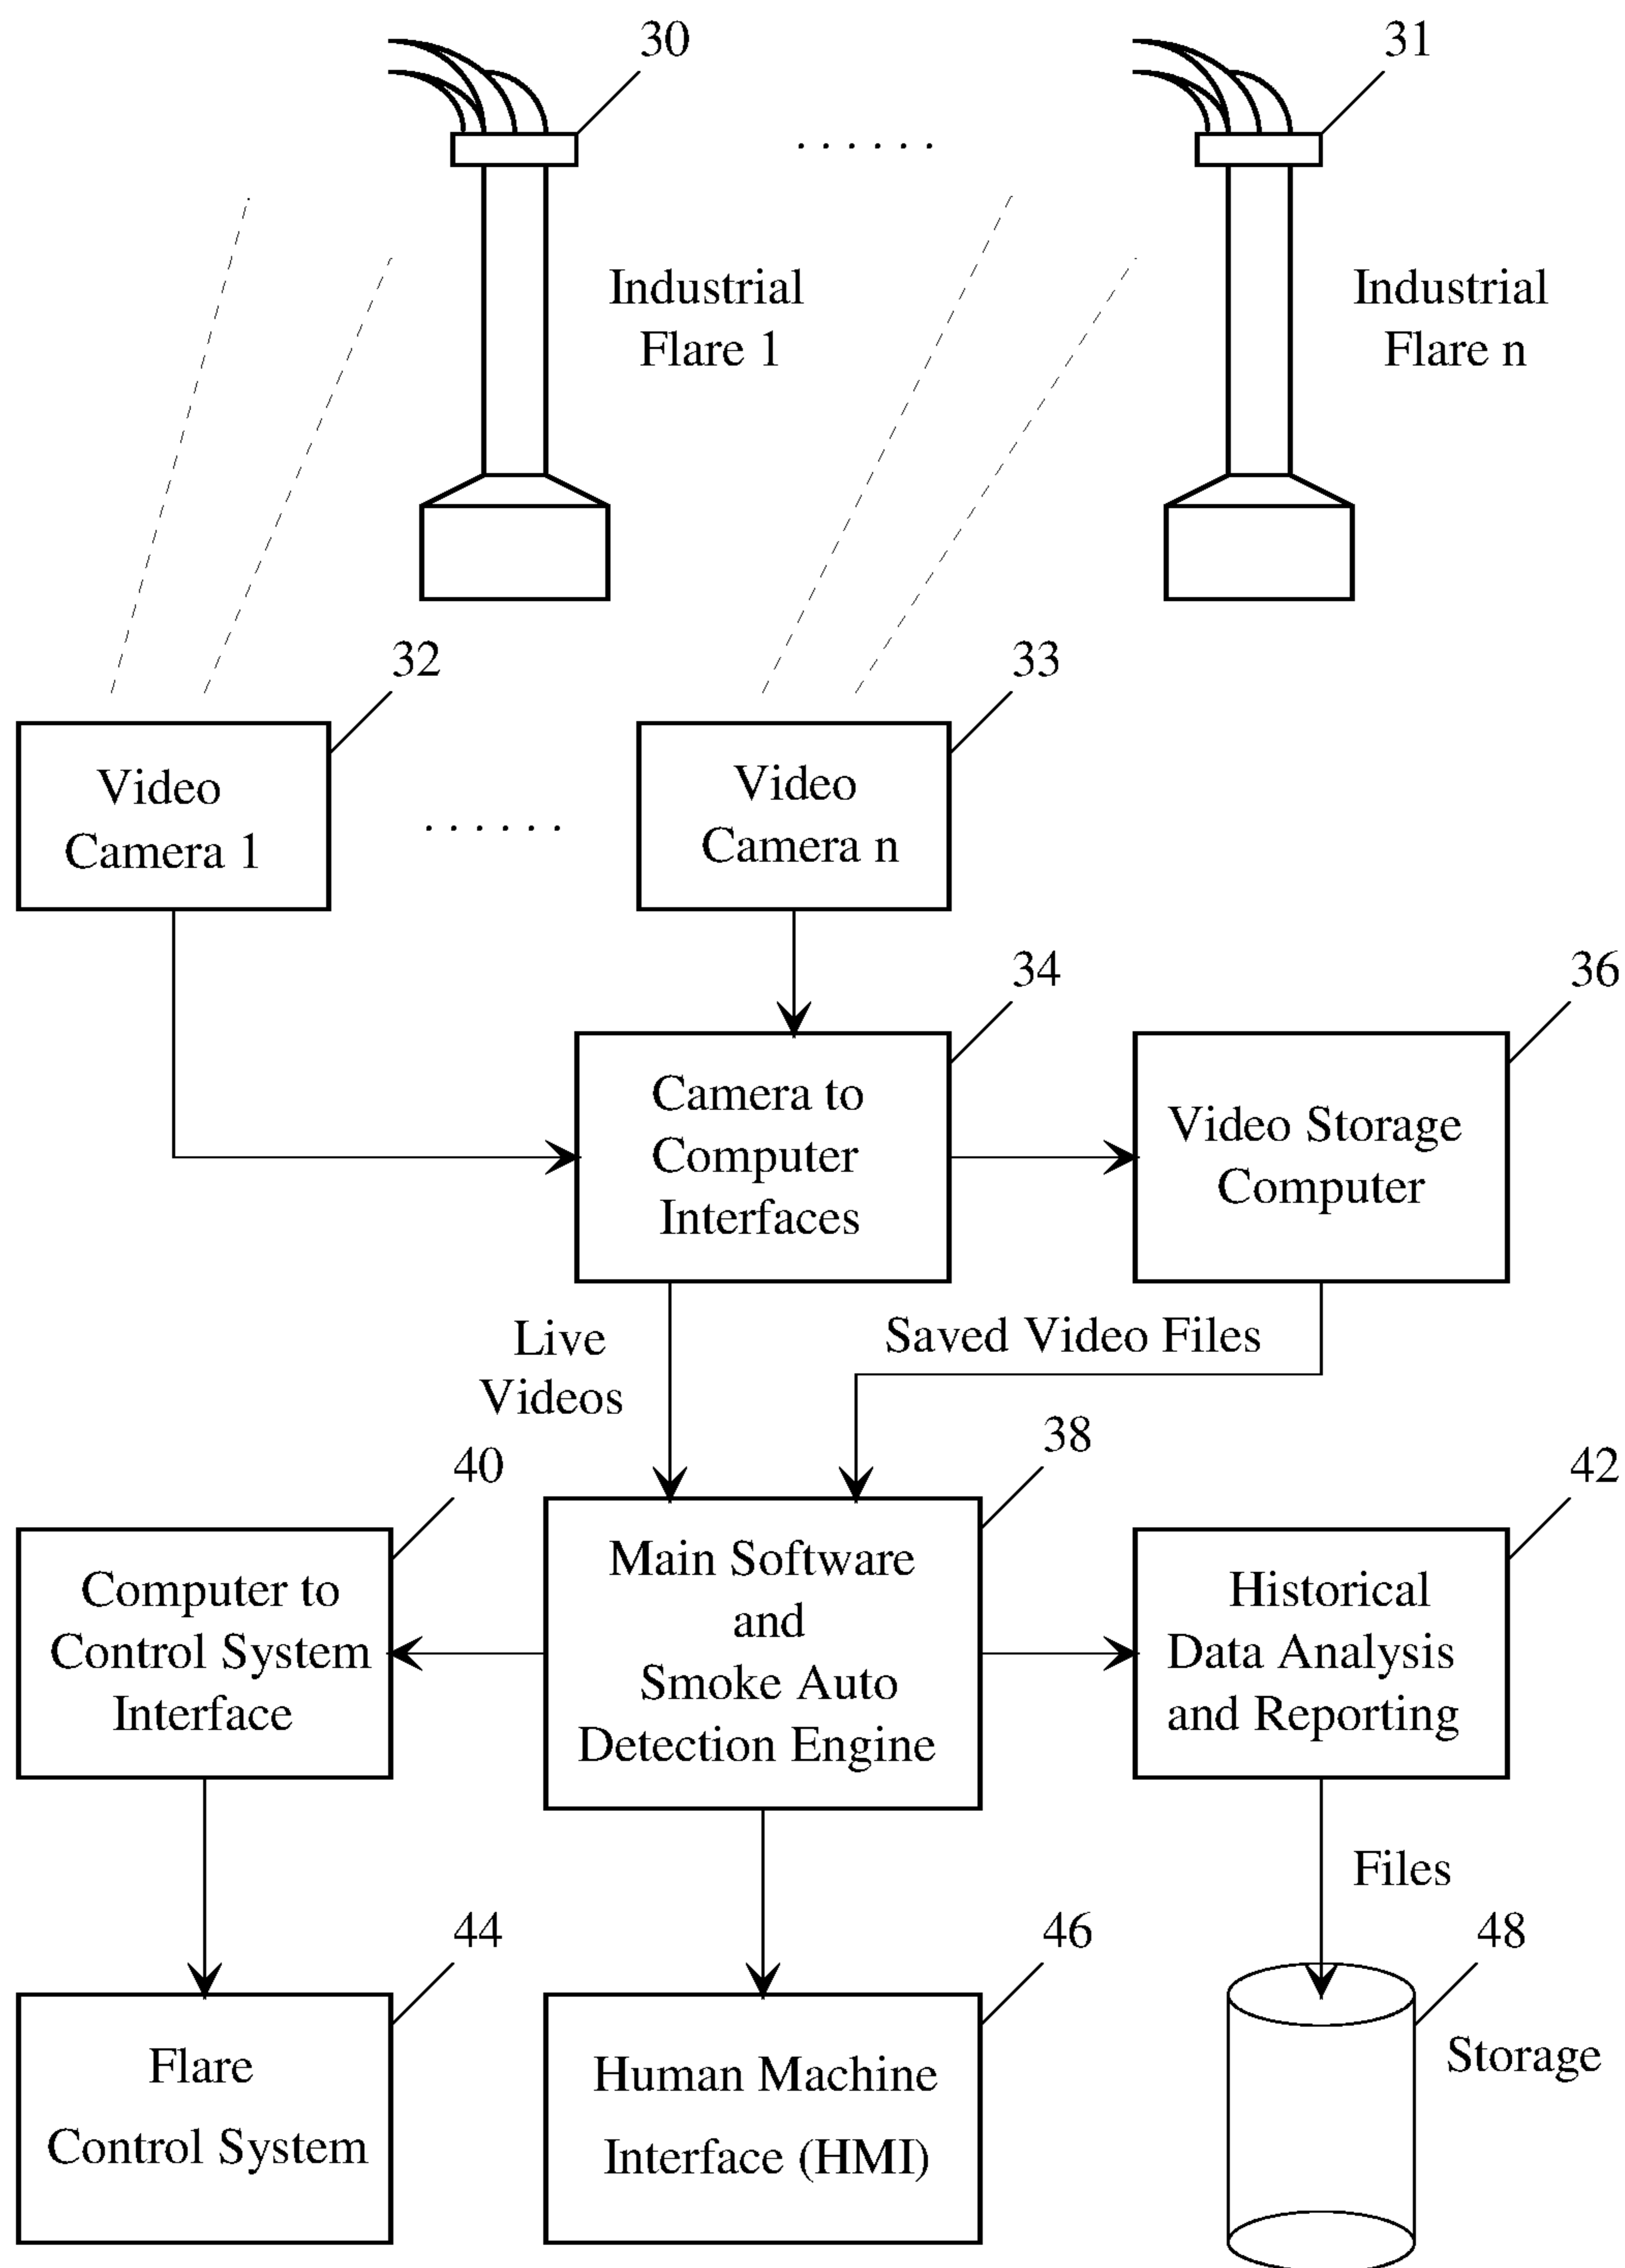 30
31
Industrial
Flare 1
Industrial
Flare n
32
33
Video
Camera 1
Video
Camera n
34
36
Camera to
Computer
Interfaces
Video Storage
Computer
Live
Videos
Saved Video Files
40
38
42
Computer to
Control System
Interface
Main Software
and
Smoke Auto
Detection Engine
Historical
Data Analysis
and Reporting
Files
44
46
48
Flare
Control System
Human Machine
Interface (HMI)
Storage